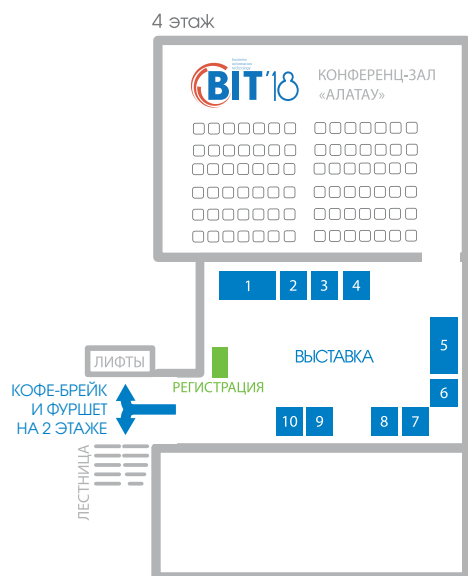 4 этаж
БИТ'18
КОНФЕРЕНЦ-ЗАЛ
«АЛАТАУ»
1
2
3
4
5
ЛИФТЫ
ВЫСТАВКА
РЕГИСТРАЦИЯ
6
КОФЕ-БРЕЙК
И ФУРШЕТ
НА 2 ЭТАЖЕ
10
9
8
7
ЛЕСТНИЦА